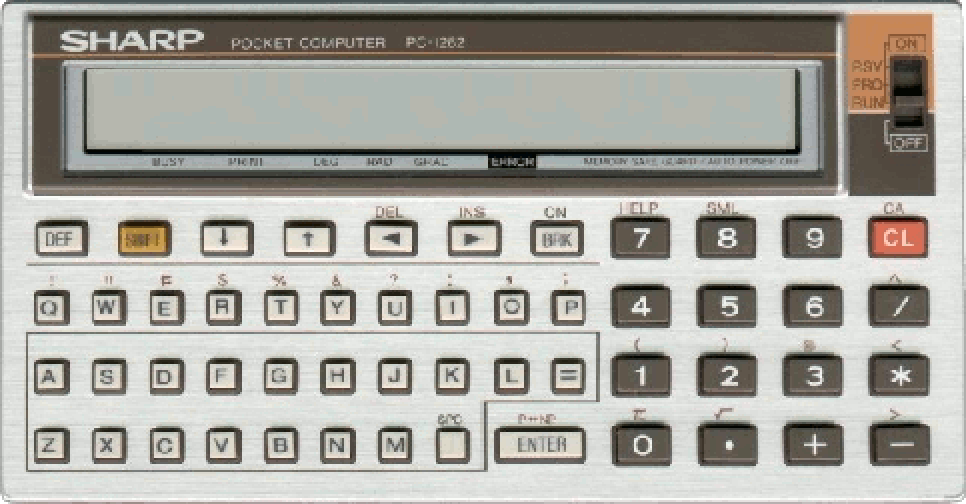 SHARP POCKET COMPUTER PC-1262
ON
RSV
PRO
RUN
OFF
BUSY PRINT DEG RAD GRAD ERROR MEMORY SAFE GUARD / AUTO POWER OFF
DEL INS ON HELP SML CA
DEF SHIFT ↓ ↑ ◄ ► BRK 7 8 9 CL
! " # $ % & ? : , ; ^
Q W E R T Y U I O P 4 5 6 /
( ) @ <
A S D F G H J K L = 1 2 3 *
SPC P↔NP π √ >
Z X C V B N M ENTER 0 • + −